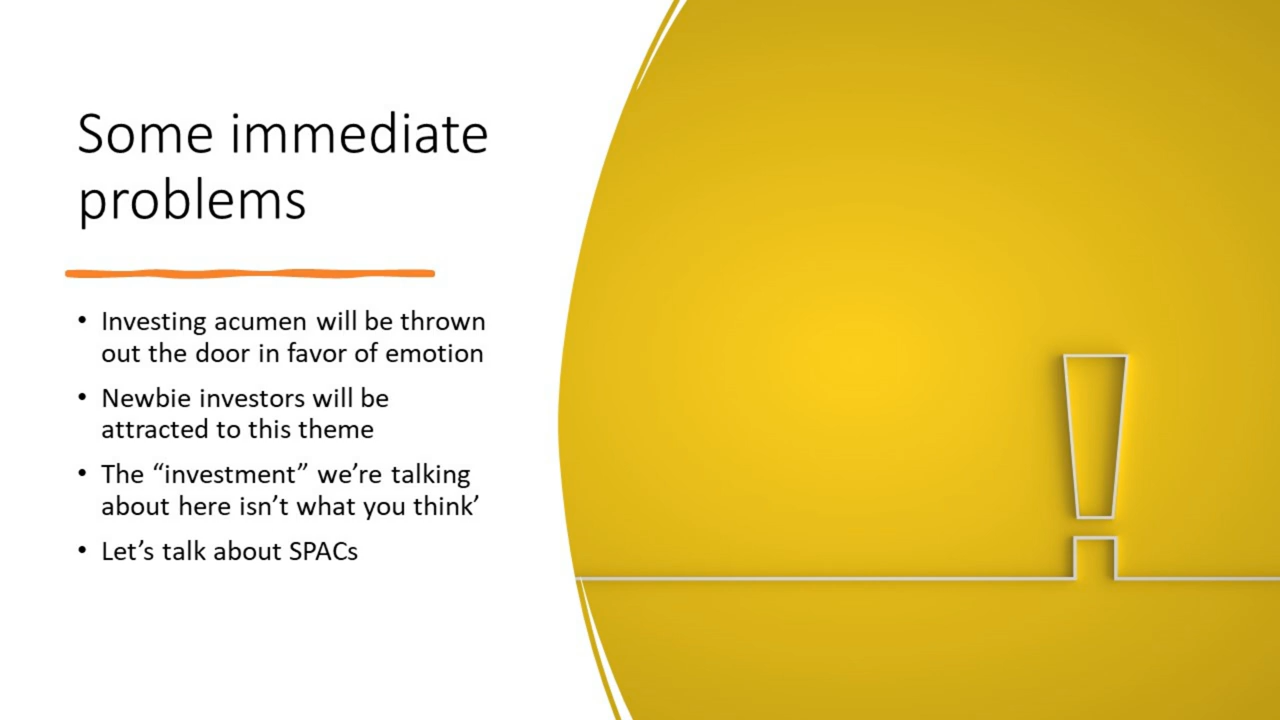 Some immediate
problems
• Investing acumen will be thrown
out the door in favor of emotion
• Newbie investors will be
attracted to this theme
• The “investment” we’re talking
about here isn’t what you think’
• Let’s talk about SPACs